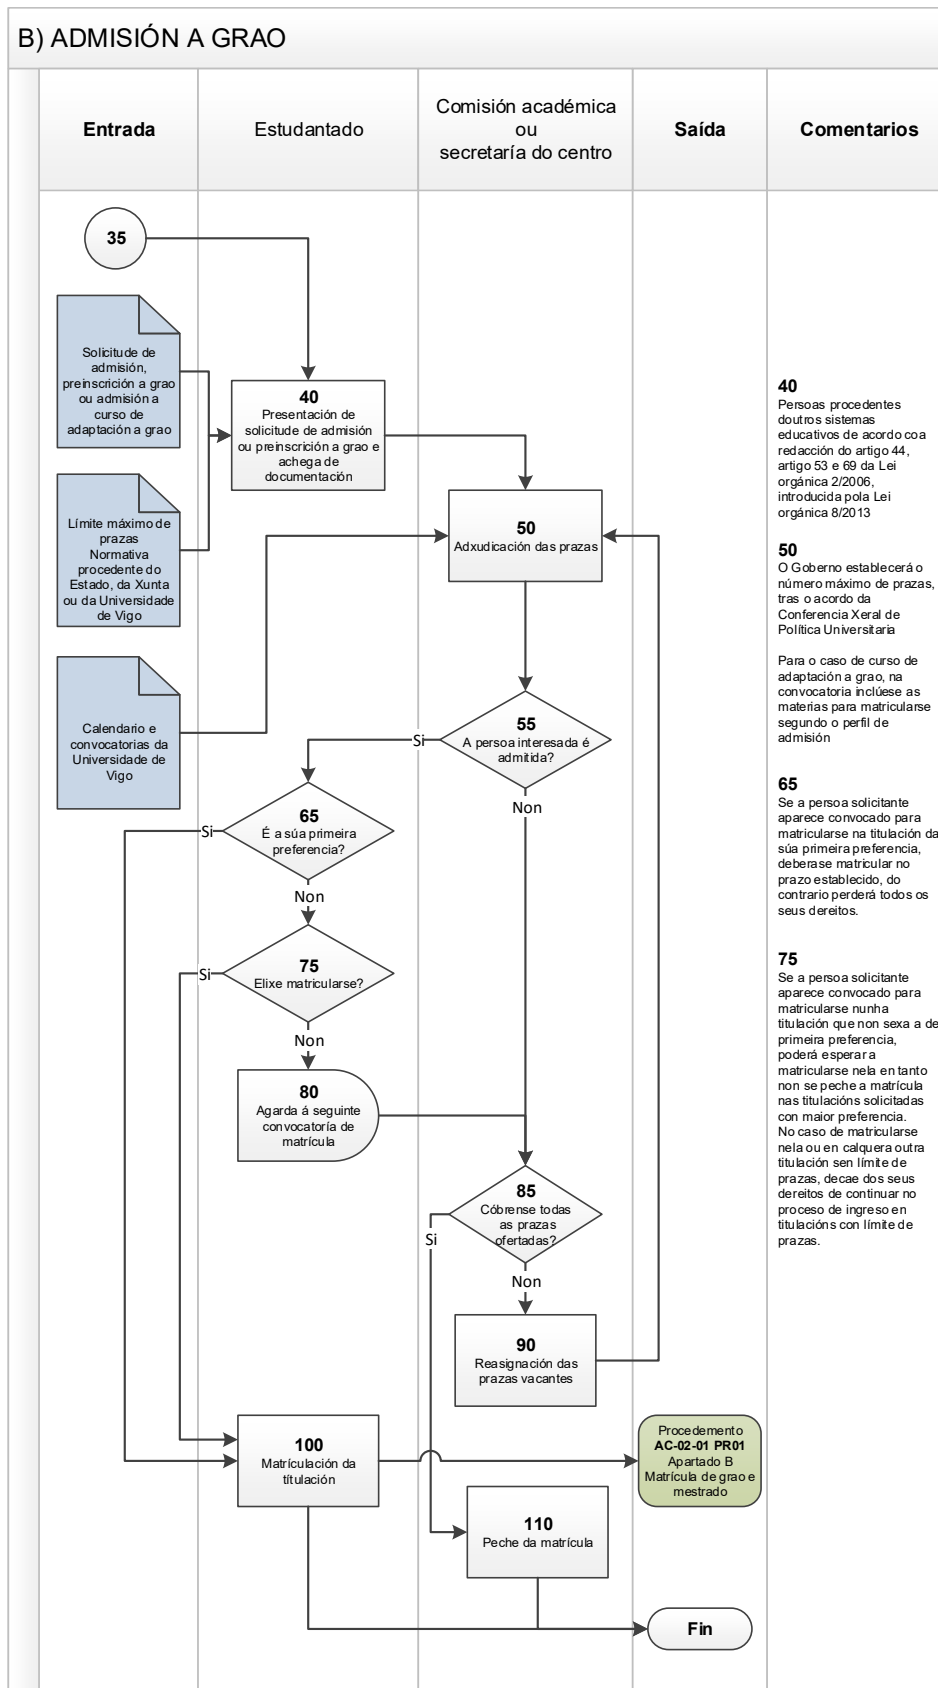 B) ADMISIÓN A GRAO
Entrada
Estudantado
Comisión académica
ou
secretaría do centro
Saída
Comentarios
35
Solicitude de
admisión,
preinscrición a grao
ou admisión a
curso de
adaptación a grao
40
Presentación de
solicitude de admisión
ou preinscrición a grao e
achega de
documentación
Límite máximo de
prazas
Normativa
procedente do
Estado, da Xunta
ou da Universidade
de Vigo
50
Adxudicación das prazas
Calendario e
convocatorias da
Universidade de
Vigo
55
A persoa interesada é
admitida?
Si
Non
65
É a súa primeira
preferencia?
Si
Non
75
Elixe matricularse?
Si
Non
80
Agarda á seguinte
convocatoría de
matrícula
85
Cóbrense todas
as prazas
ofertadas?
Si
Non
90
Reasignación das
prazas vacantes
100
Matrículación da
títulación
Procedemento
AC-02-01 PR01
Apartado B
Matrícula de grao e
mestrado
110
Peche da matrícula
Fin
40
Persoas procedentes
doutros sistemas
educativos de acordo coa
redacción do artigo 44,
artigo 53 e 69 da Lei
orgánica 2/2006,
introducida pola Lei
orgánica 8/2013
50
O Goberno establecerá o
número máximo de prazas,
tras o acordo da
Conferencia Xeral de
Política Universitaria
Para o caso de curso de
adaptación a grao, na
convocatoria inclúese as
materias para matricularse
segundo o perfil de
admisión
65
Se a persoa solicitante
aparece convocado para
matricularse na titulación da
súa primeira preferencia,
deberase matricular no
prazo establecido, do
contrario perderá todos os
seus dereitos.
75
Se a persoa solicitante
aparece convocado para
matricularse nunha
titulación que non sexa a de
primeira preferencia,
poderá esperar a
matricularse nela en tanto
non se peche a matrícula
nas titulacións solicitadas
con maior preferencia.
No caso de matricularse
nela ou en calquera outra
titulación sen límite de
prazas, decae dos seus
dereitos de continuar no
proceso de ingreso en
titulacións con límite de
prazas.